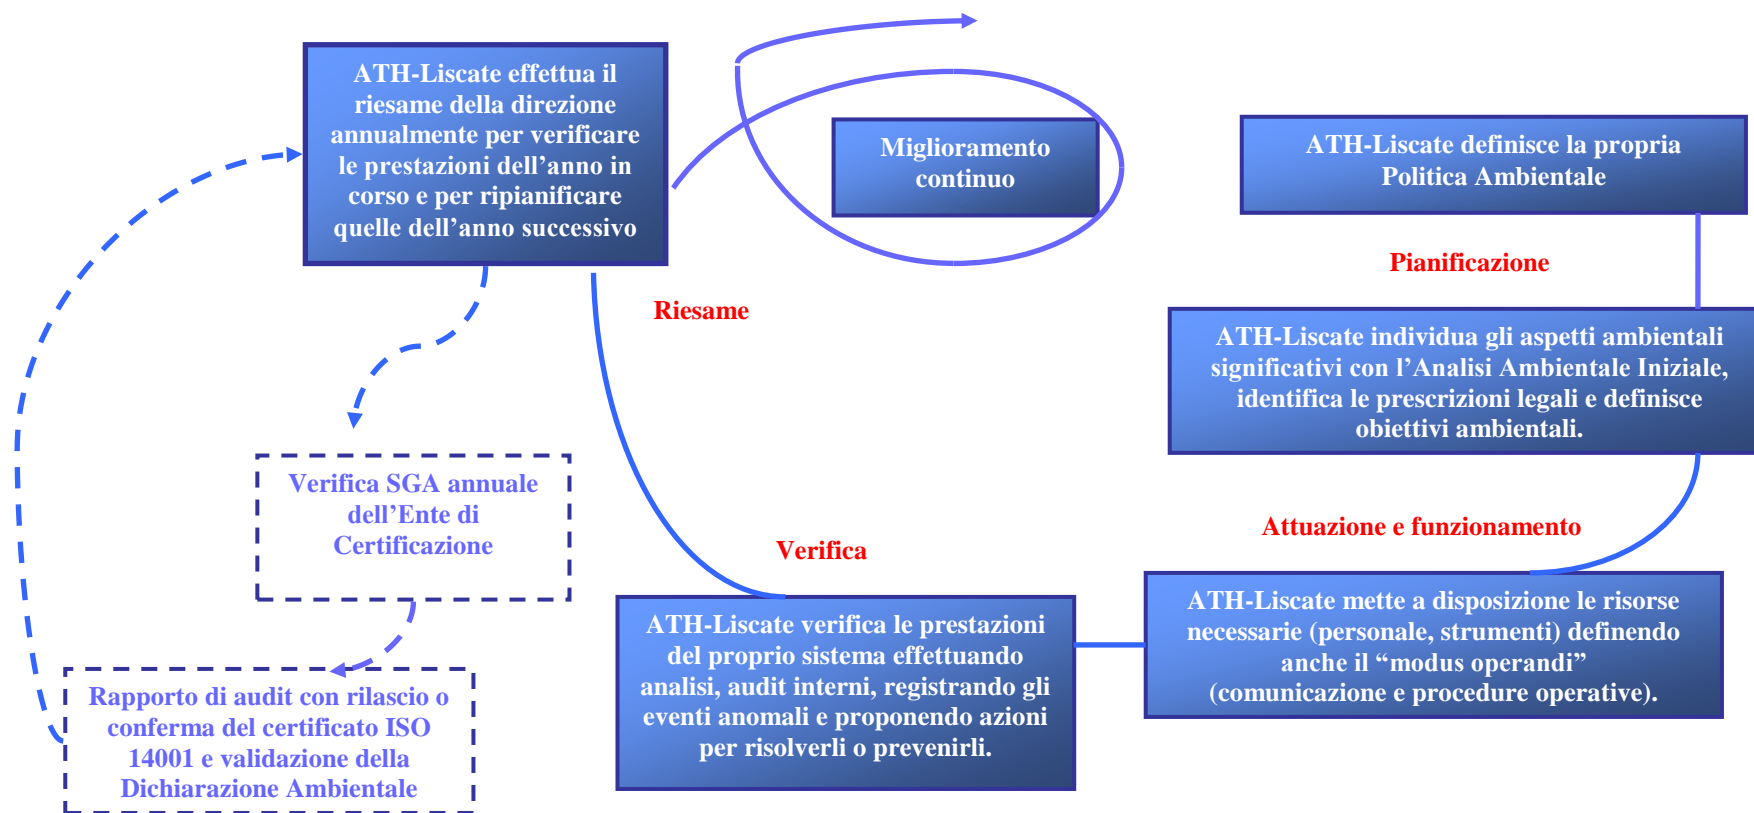 ATH-Liscate effettua il
riesame della direzione
annualmente per verificare
le prestazioni dell’anno in
corso e per ripianificare
quelle dell’anno successivo
Miglioramento
continuo
ATH-Liscate definisce la propria
Politica Ambientale
Pianificazione
Riesame
ATH-Liscate individua gli aspetti ambientali
significativi con l’Analisi Ambientale Iniziale,
identifica le prescrizioni legali e definisce
obiettivi ambientali.
Verifica SGA annuale
dell’Ente di
Certificazione
Attuazione e funzionamento
Verifica
ATH-Liscate mette a disposizione le risorse
necessarie (personale, strumenti) definendo
anche il “modus operandi”
(comunicazione e procedure operative).
ATH-Liscate verifica le prestazioni
del proprio sistema effettuando
analisi, audit interni, registrando gli
eventi anomali e proponendo azioni
per risolverli o prevenirli.
Rapporto di audit con rilascio o
conferma del certificato ISO
14001 e validazione della
Dichiarazione Ambientale